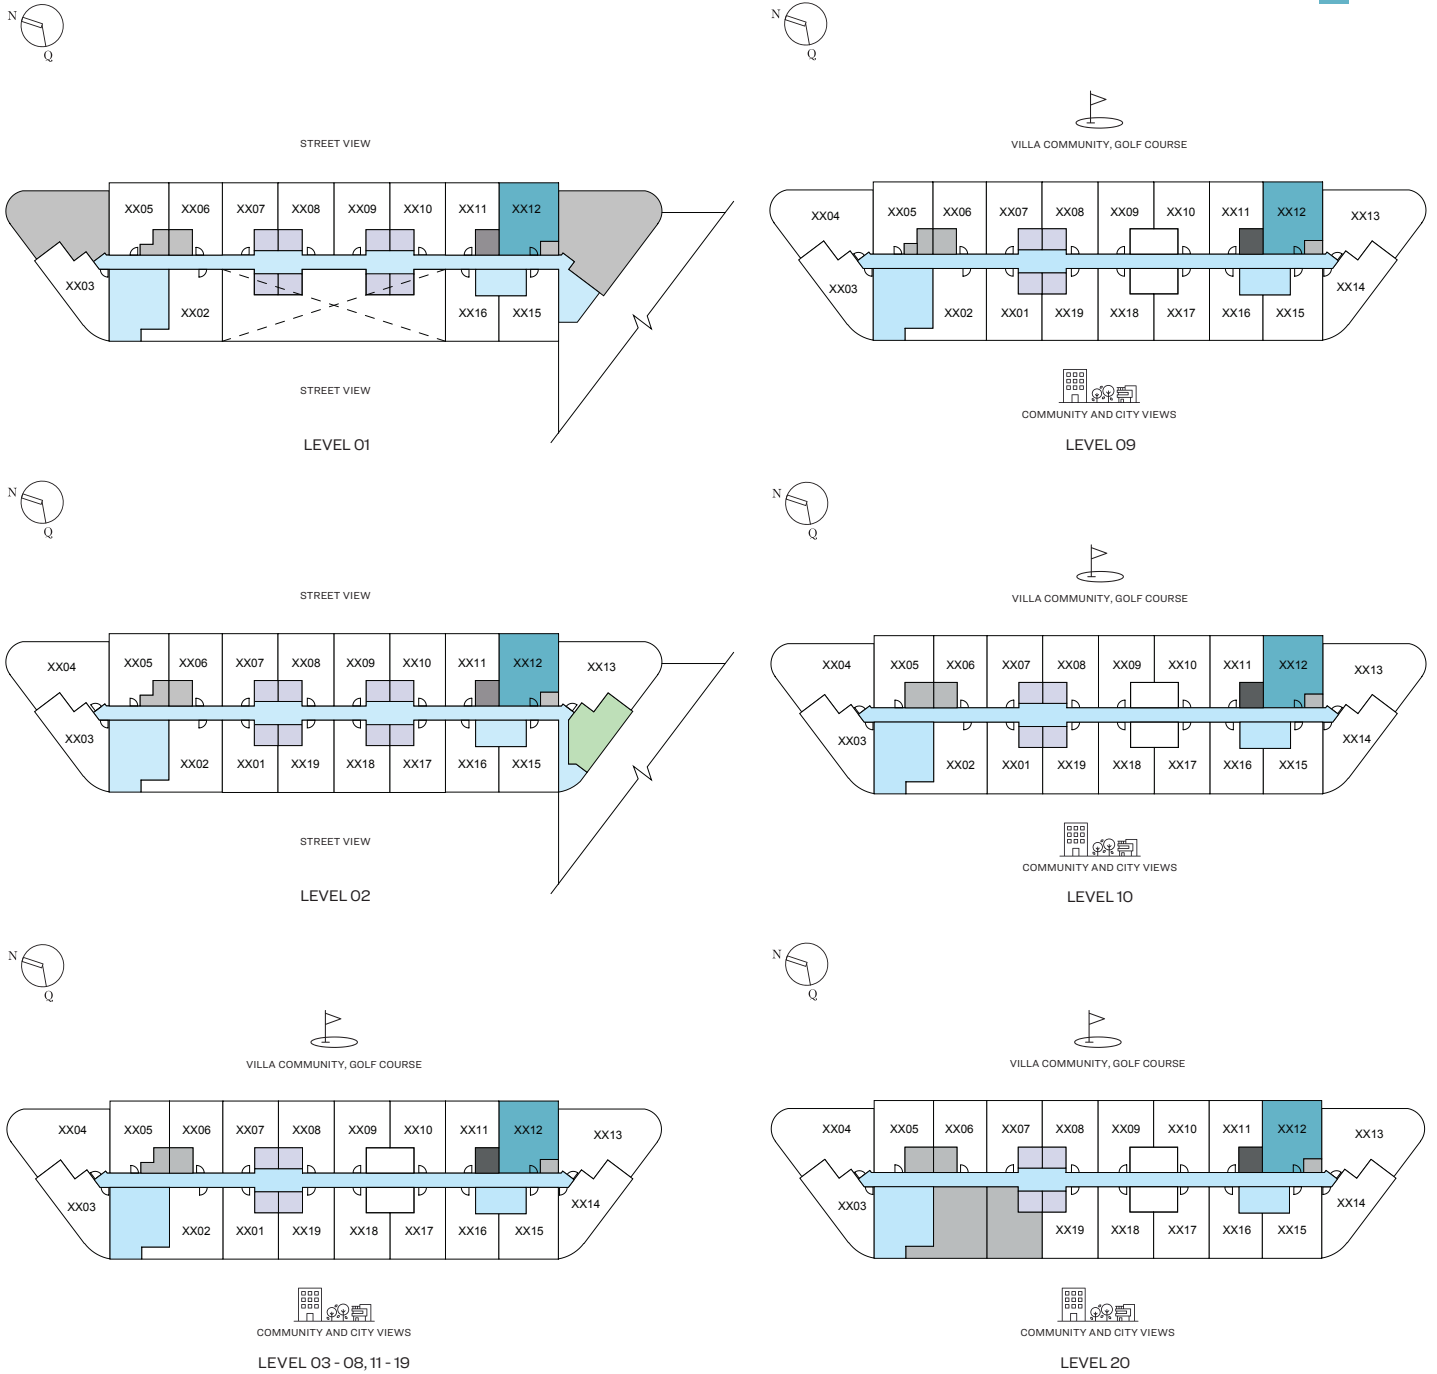 N
Q
STREET VIEW
XX05 XX06 XX07 XX08 XX09 XX10 XX11 XX12
XX03
XX02 XX16 XX15
STREET VIEW
LEVEL 01
N
Q
VILLA COMMUNITY, GOLF COURSE
XX04 XX05 XX06 XX07 XX08 XX09 XX10 XX11 XX12 XX13
XX03 XX14
XX02 XX01 XX19 XX18 XX17 XX16 XX15
COMMUNITY AND CITY VIEWS
LEVEL 09
N
Q
STREET VIEW
XX04 XX05 XX06 XX07 XX08 XX09 XX10 XX11 XX12 XX13
XX03
XX02 XX01 XX19 XX18 XX17 XX16 XX15
STREET VIEW
LEVEL 02
N
Q
VILLA COMMUNITY, GOLF COURSE
XX04 XX05 XX06 XX07 XX08 XX09 XX10 XX11 XX12 XX13
XX03 XX14
XX02 XX01 XX19 XX18 XX17 XX16 XX15
COMMUNITY AND CITY VIEWS
LEVEL 10
N
Q
VILLA COMMUNITY, GOLF COURSE
XX04 XX05 XX06 XX07 XX08 XX09 XX10 XX11 XX12 XX13
XX03 XX14
XX02 XX01 XX19 XX18 XX17 XX16 XX15
COMMUNITY AND CITY VIEWS
LEVEL 03 - 08, 11 - 19
N
Q
VILLA COMMUNITY, GOLF COURSE
XX04 XX05 XX06 XX07 XX08 XX09 XX10 XX11 XX12 XX13
XX03 XX14
XX19 XX18 XX17 XX16 XX15
COMMUNITY AND CITY VIEWS
LEVEL 20